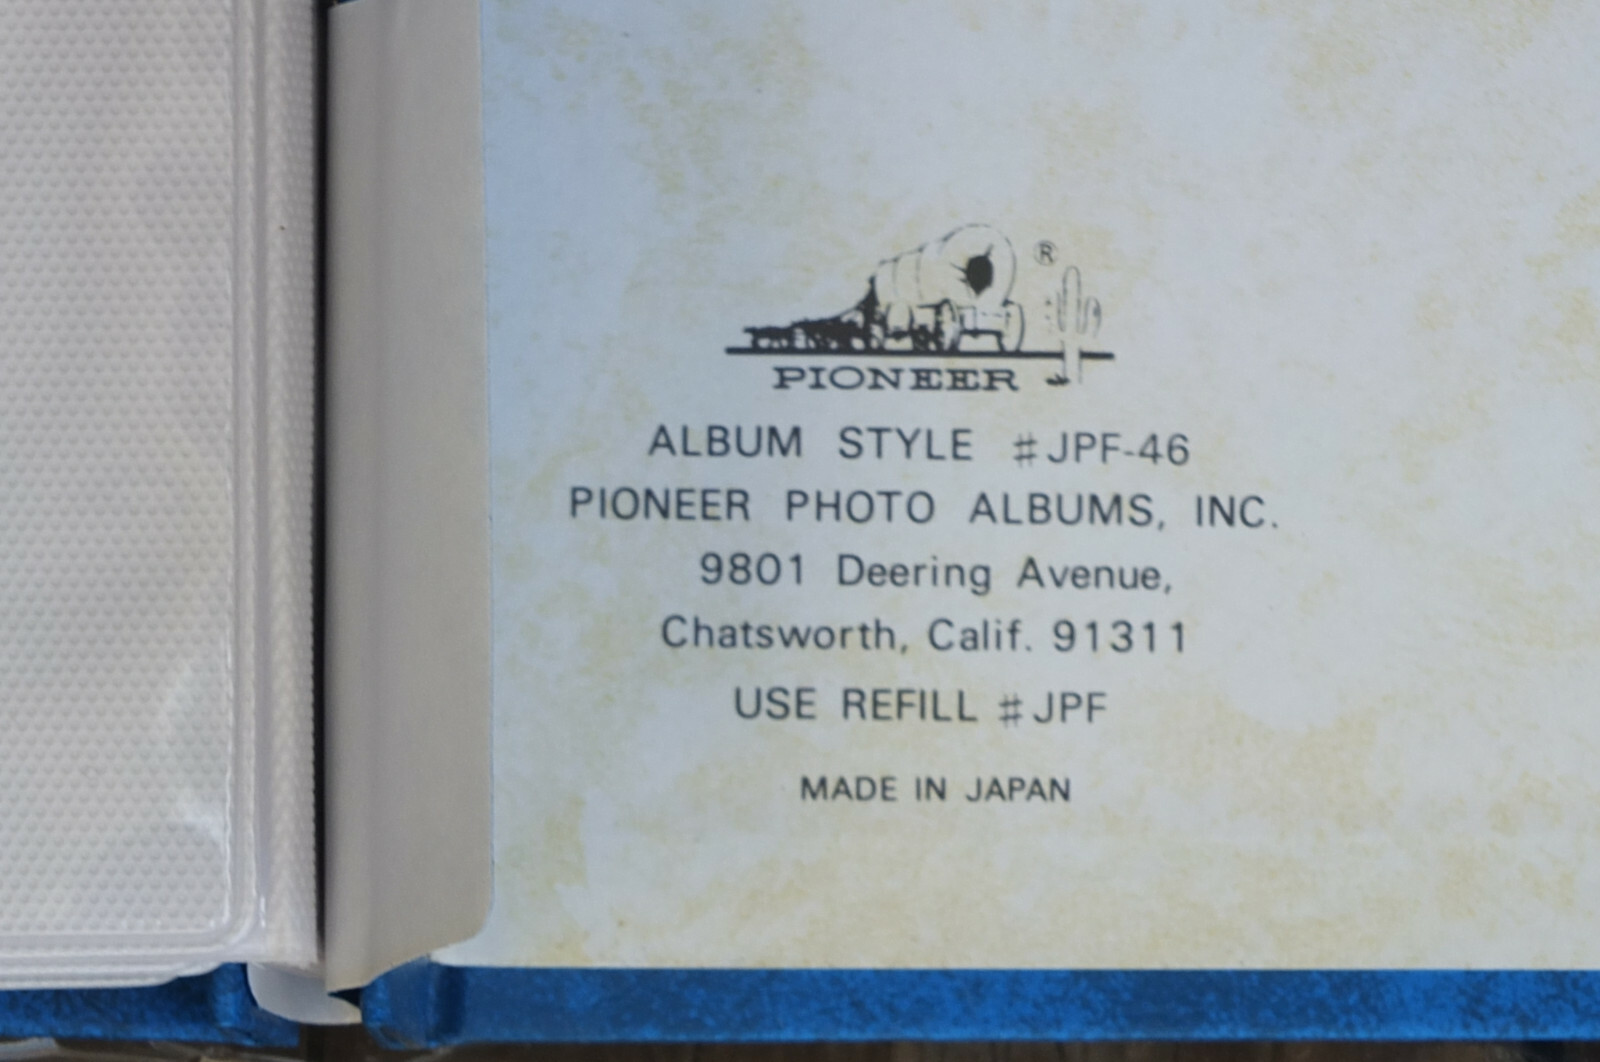 ®
PIONEER
ALBUM STYLE #JPF-46
PIONEER PHOTO ALBUMS, INC.
9801 Deering Avenue,
Chatsworth, Calif. 91311
USE REFILL #JPF
MADE IN JAPAN